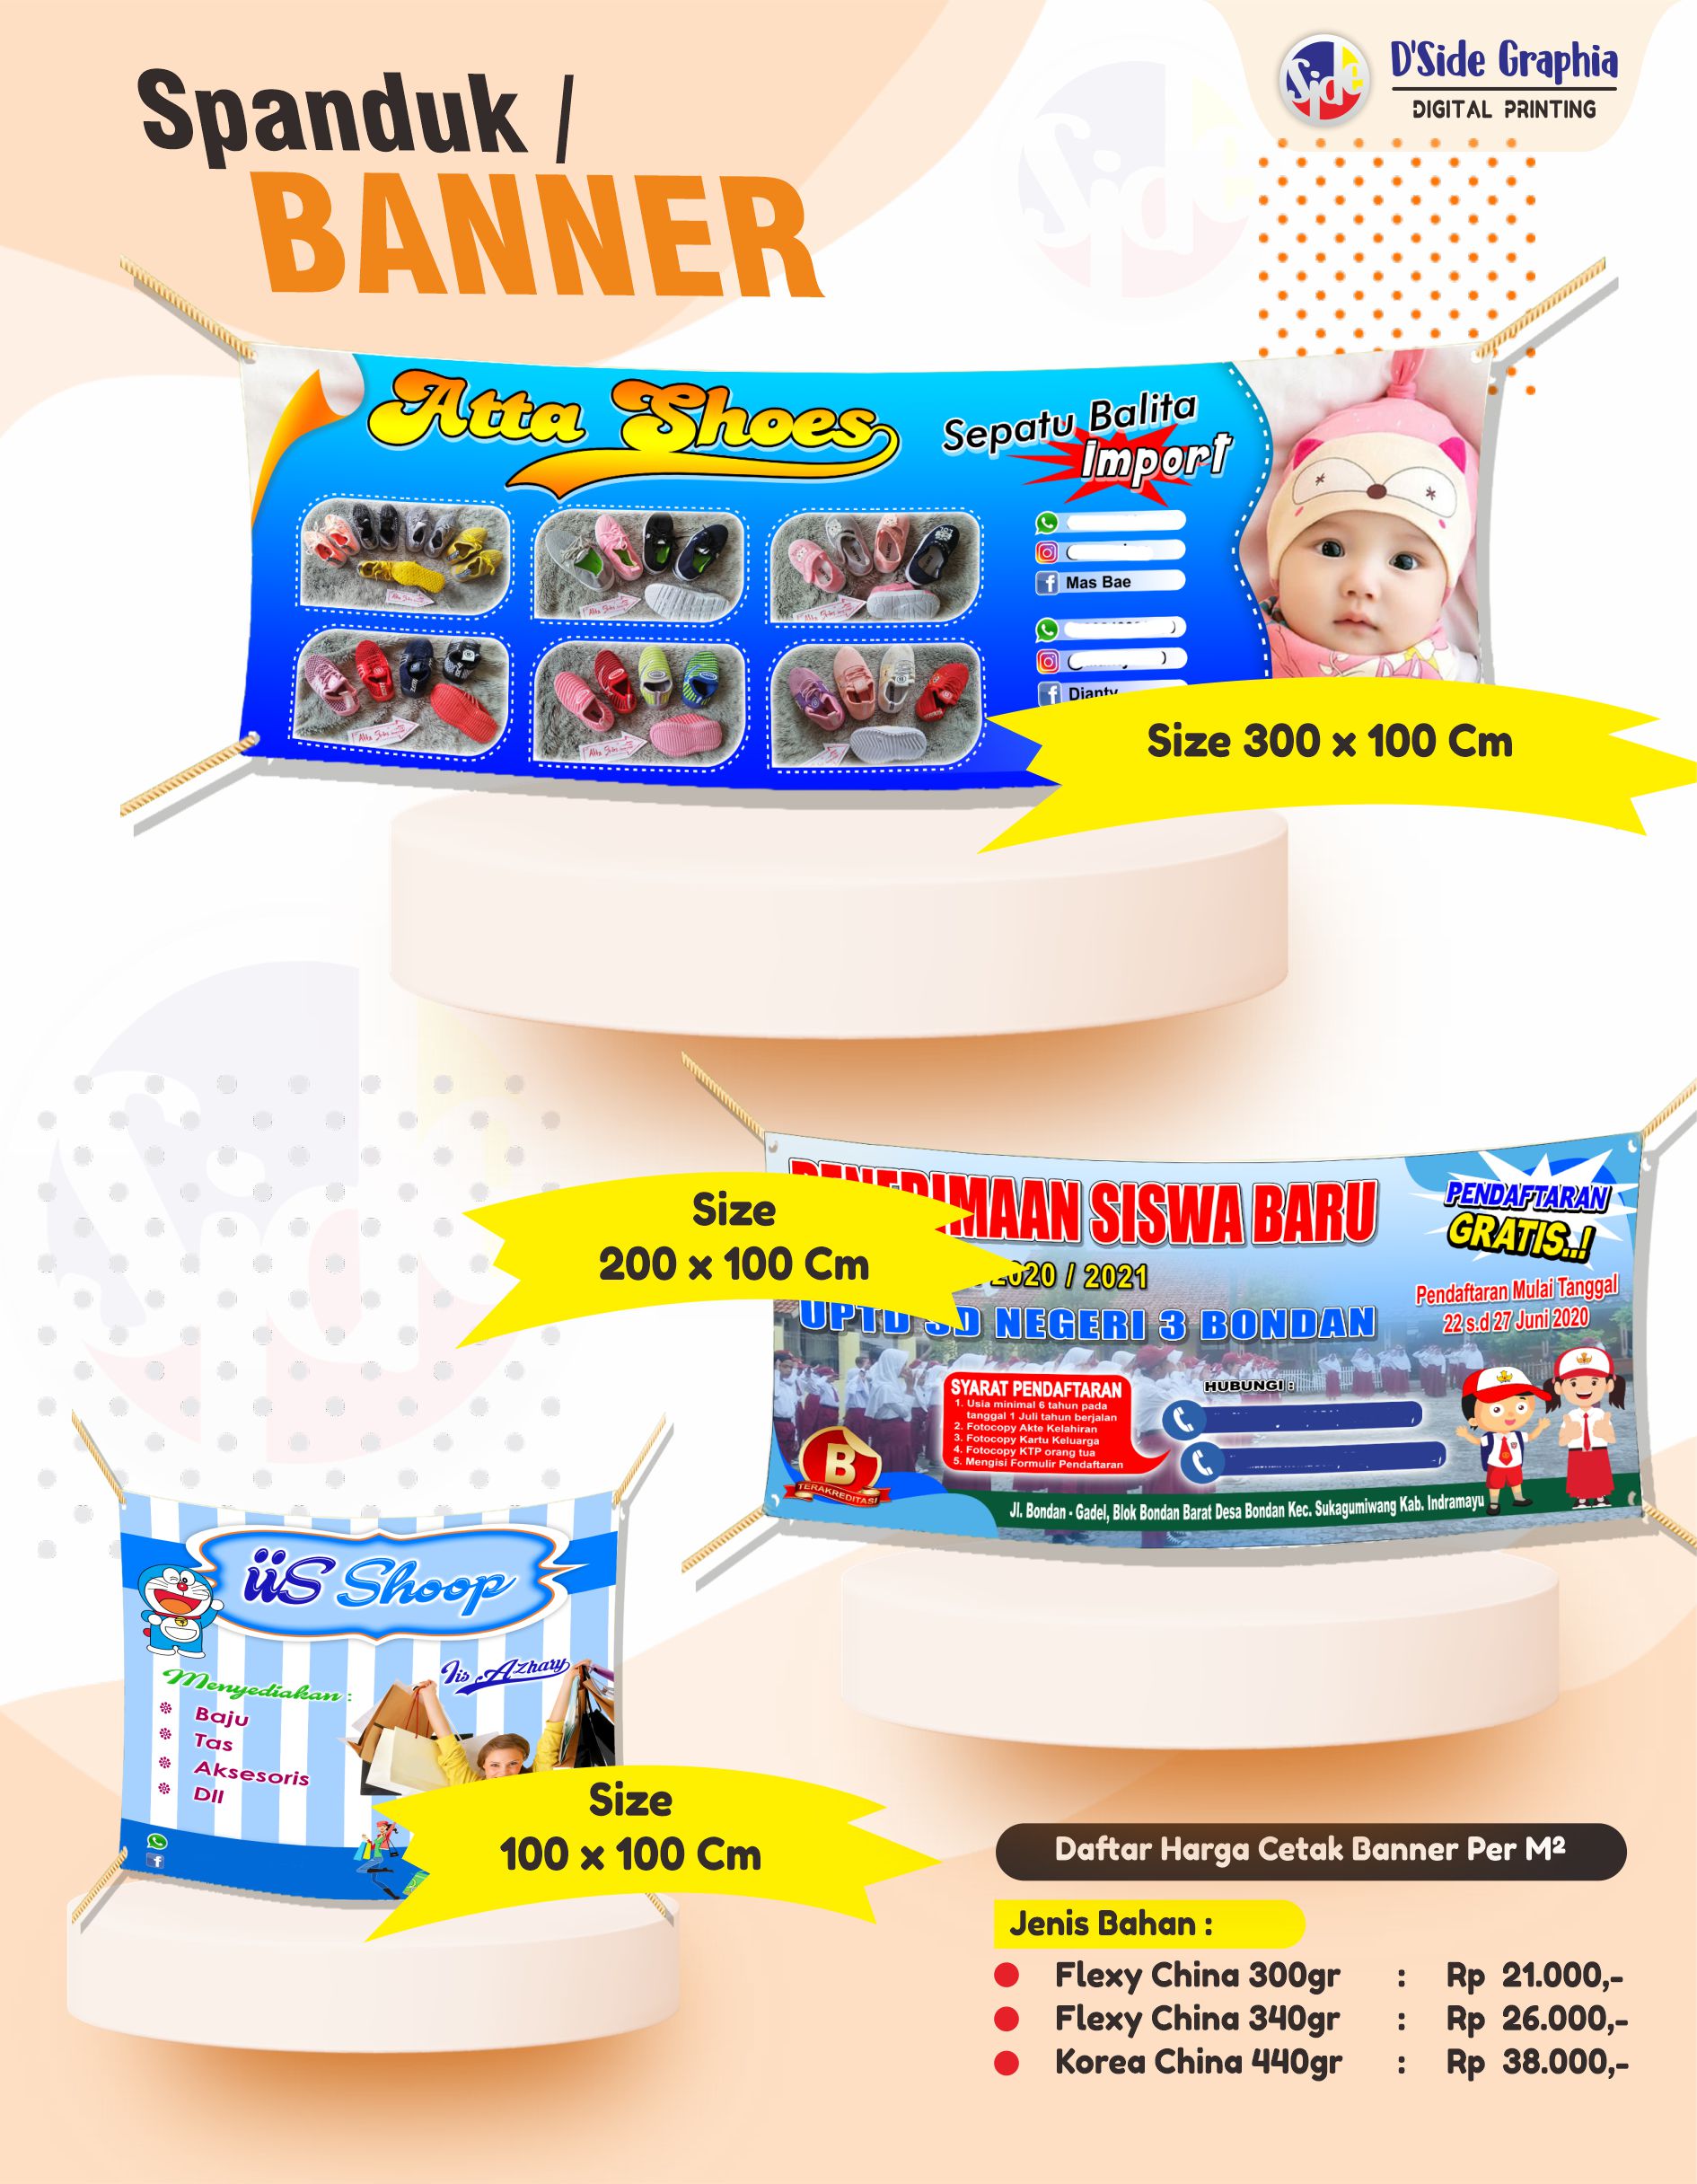 Spanduk /
BANNER
Side
D'Side Graphia
DIGITAL PRINTING
Atta Shoes
Sepatu Balita
Import
Mas Bae
Dianty
Size 300 x 100 Cm
Size
200 x 100 Cm
PENERIMAAN SISWA BARU
2020 / 2021
UPTD SD NEGERI 3 BONDAN
PENDAFTARAN
GRATIS..!
Pendaftaran Mulai Tanggal
22 s.d 27 Juni 2020
SYARAT PENDAFTARAN
1. Usia minimal 6 tahun pada
tanggal 1 Juli tahun berjalan
2. Fotocopy Akte Kelahiran
3. Fotocopy Kartu Keluarga
4. Fotocopy KTP orang tua
5. Mengisi Formulir Pendaftaran
HUBUNGI :
B
TERAKREDITASI
Jl. Bondan - Gadel, Blok Bondan Barat Desa Bondan Kec. Sukagumiwang Kab. Indramayu
iiS Shoop
Iis Azhary
Menyediakan :
Baju
Tas
Aksesoris
Dll
Size
100 x 100 Cm
Daftar Harga Cetak Banner Per M²
Jenis Bahan :
Flexy China 300gr : Rp 21.000,-
Flexy China 340gr : Rp 26.000,-
Korea China 440gr : Rp 38.000,-